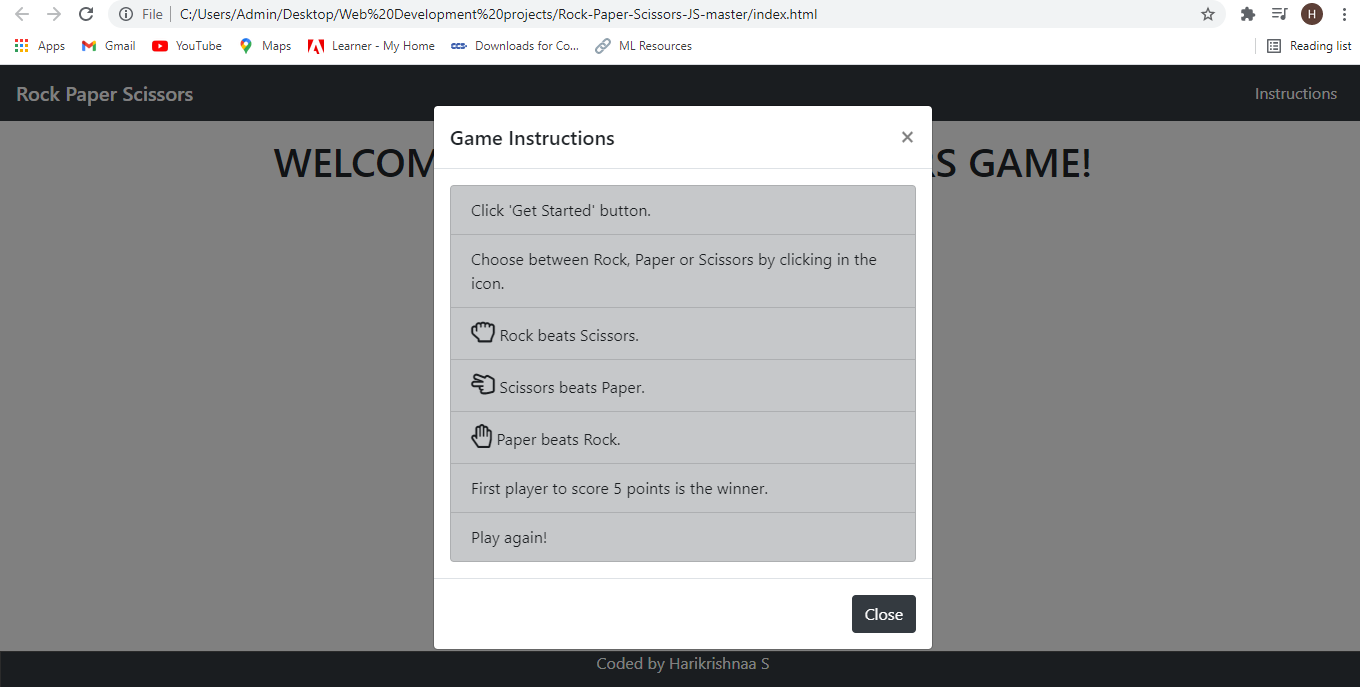 File | C:/Users/Admin/Desktop/Web%20Development%20projects/Rock-Paper-Scissors-JS-master/index.html
H
Apps Gmail YouTube Maps Learner - My Home Downloads for Co... ML Resources Reading list
Rock Paper Scissors Instructions
Game Instructions ×
WELCOM RS GAME!
Click 'Get Started' button.
Choose between Rock, Paper or Scissors by clicking in the
icon.
Rock beats Scissors.
Scissors beats Paper.
Paper beats Rock.
First player to score 5 points is the winner.
Play again!
Close
Coded by Harikrishnaa S